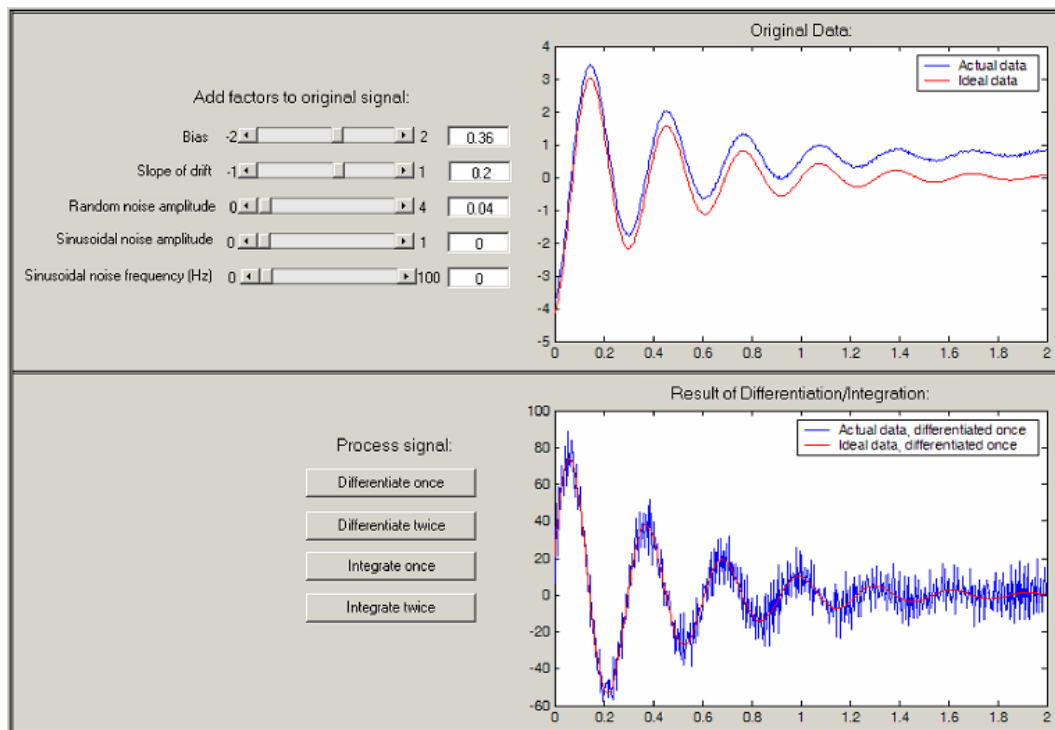 Add factors to original signal:
Bias -2 2 0.36
Slope of drift -1 1 0.2
Random noise amplitude 0 4 0.04
Sinusoidal noise amplitude 0 1 0
Sinusoidal noise frequency (Hz) 0 100 0
Original Data:
Actual data
Ideal data
4
3
2
1
0
-1
-2
-3
-4
-5
0 0.2 0.4 0.6 0.8 1 1.2 1.4 1.6 1.8 2
Process signal:
Differentiate once
Differentiate twice
Integrate once
Integrate twice
Result of Differentiation/Integration:
Actual data, differentiated once
Ideal data, differentiated once
100
80
60
40
20
0
-20
-40
-60
0 0.2 0.4 0.6 0.8 1 1.2 1.4 1.6 1.8 2